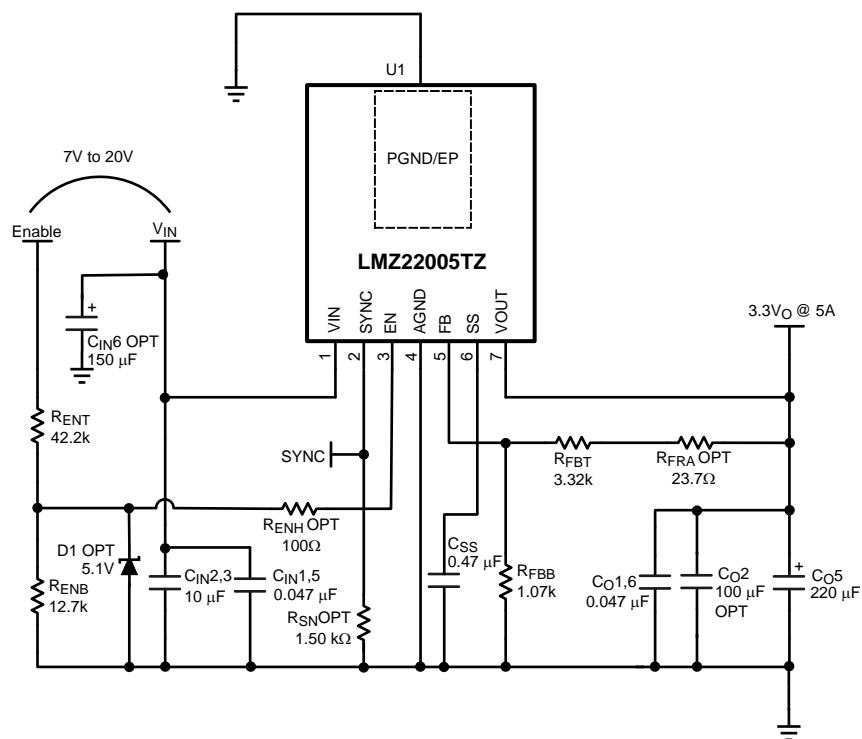 U1
PGND/EP
7V to 20V
Enable
VIN
LMZ22005TZ
VIN
SYNC
EN
AGND
FB
SS
VOUT
1
2
3
4
5
6
7
3.3VO @ 5A
CIN6 OPT
150 μF
RENT
42.2k
SYNC
RFBT
3.32k
RFRA OPT
23.7Ω
RENH OPT
100Ω
D1 OPT
5.1V
RENB
12.7k
CIN2,3
10 μF
CIN1,5
0.047 μF
RSNOPT
1.50 kΩ
CSS
0.47 μF
RFBB
1.07k
CO1,6
0.047 μF
CO2
100 μF
OPT
CO5
220 μF